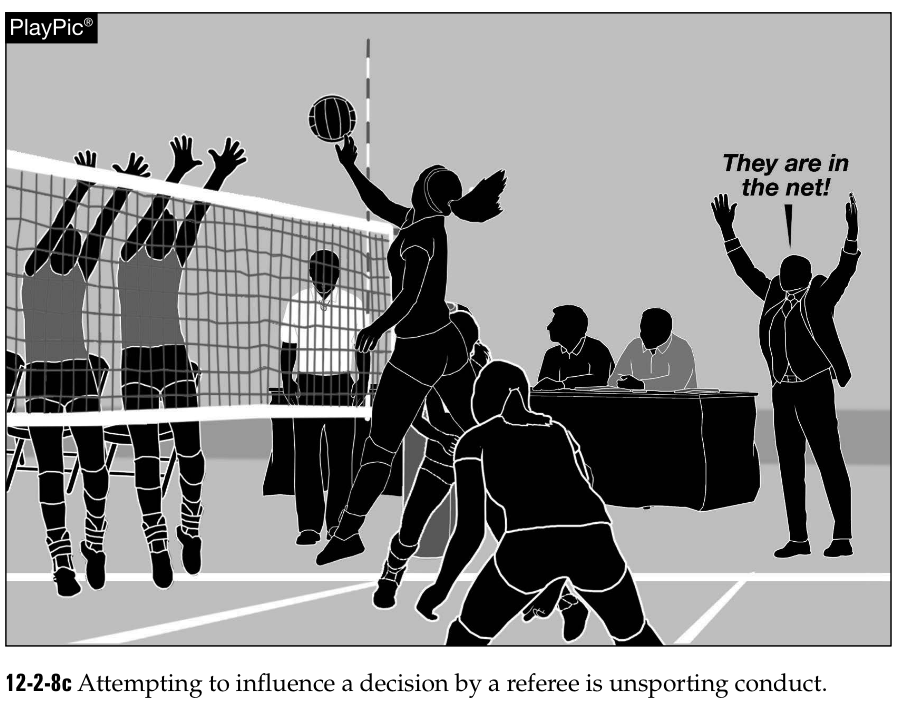 PlayPic®
They are in
the net!
12-2-8c Attempting to influence a decision by a referee is unsporting conduct.